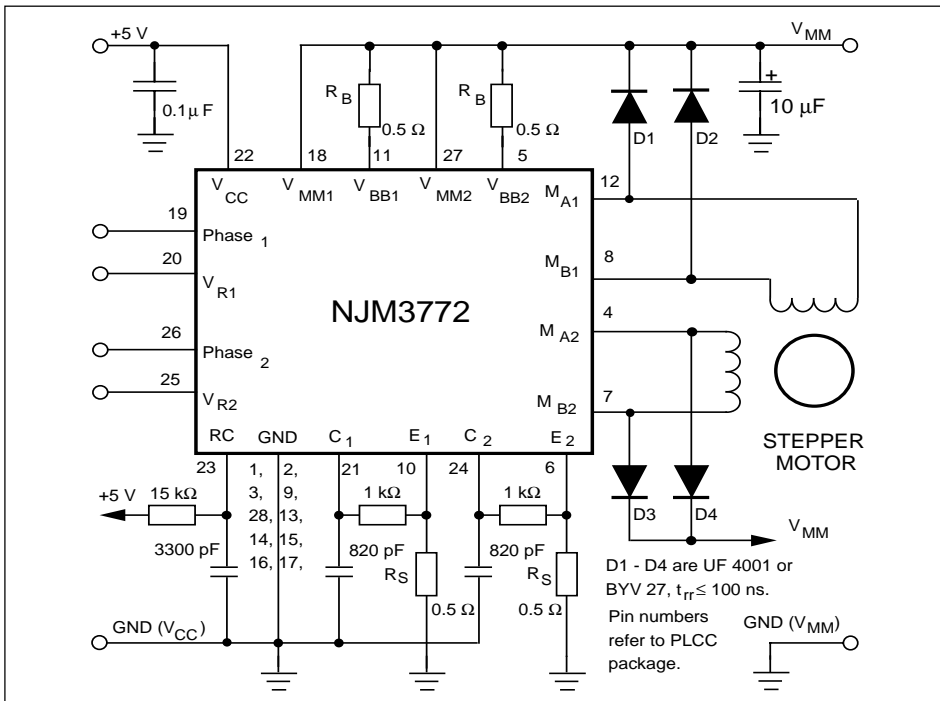 +5 V
V MM
0.1µ F
R B
0.5 Ω
R B
0.5 Ω
D1
D2
+
10 µF
22
18
11
27
5
V CC
V MM1
V BB1
V MM2
V BB2
M A1
12
19
Phase 1
20
V R1
M B1
8
NJM3772
M A2
4
26
Phase 2
25
V R2
M B2
7
RC
GND
C 1
E 1
C 2
E 2
23
1, 2,
3, 9,
28, 13,
14, 15,
16, 17,
21
10
24
6
STEPPER
MOTOR
+5 V
15 kΩ
1 kΩ
1 kΩ
D3
D4
V MM
3300 pF
820 pF
R S
0.5 Ω
820 pF
R S
0.5 Ω
D1 - D4 are UF 4001 or
BYV 27, t rr ≤ 100 ns.
Pin numbers
refer to PLCC
package.
GND (V CC)
GND (V MM)